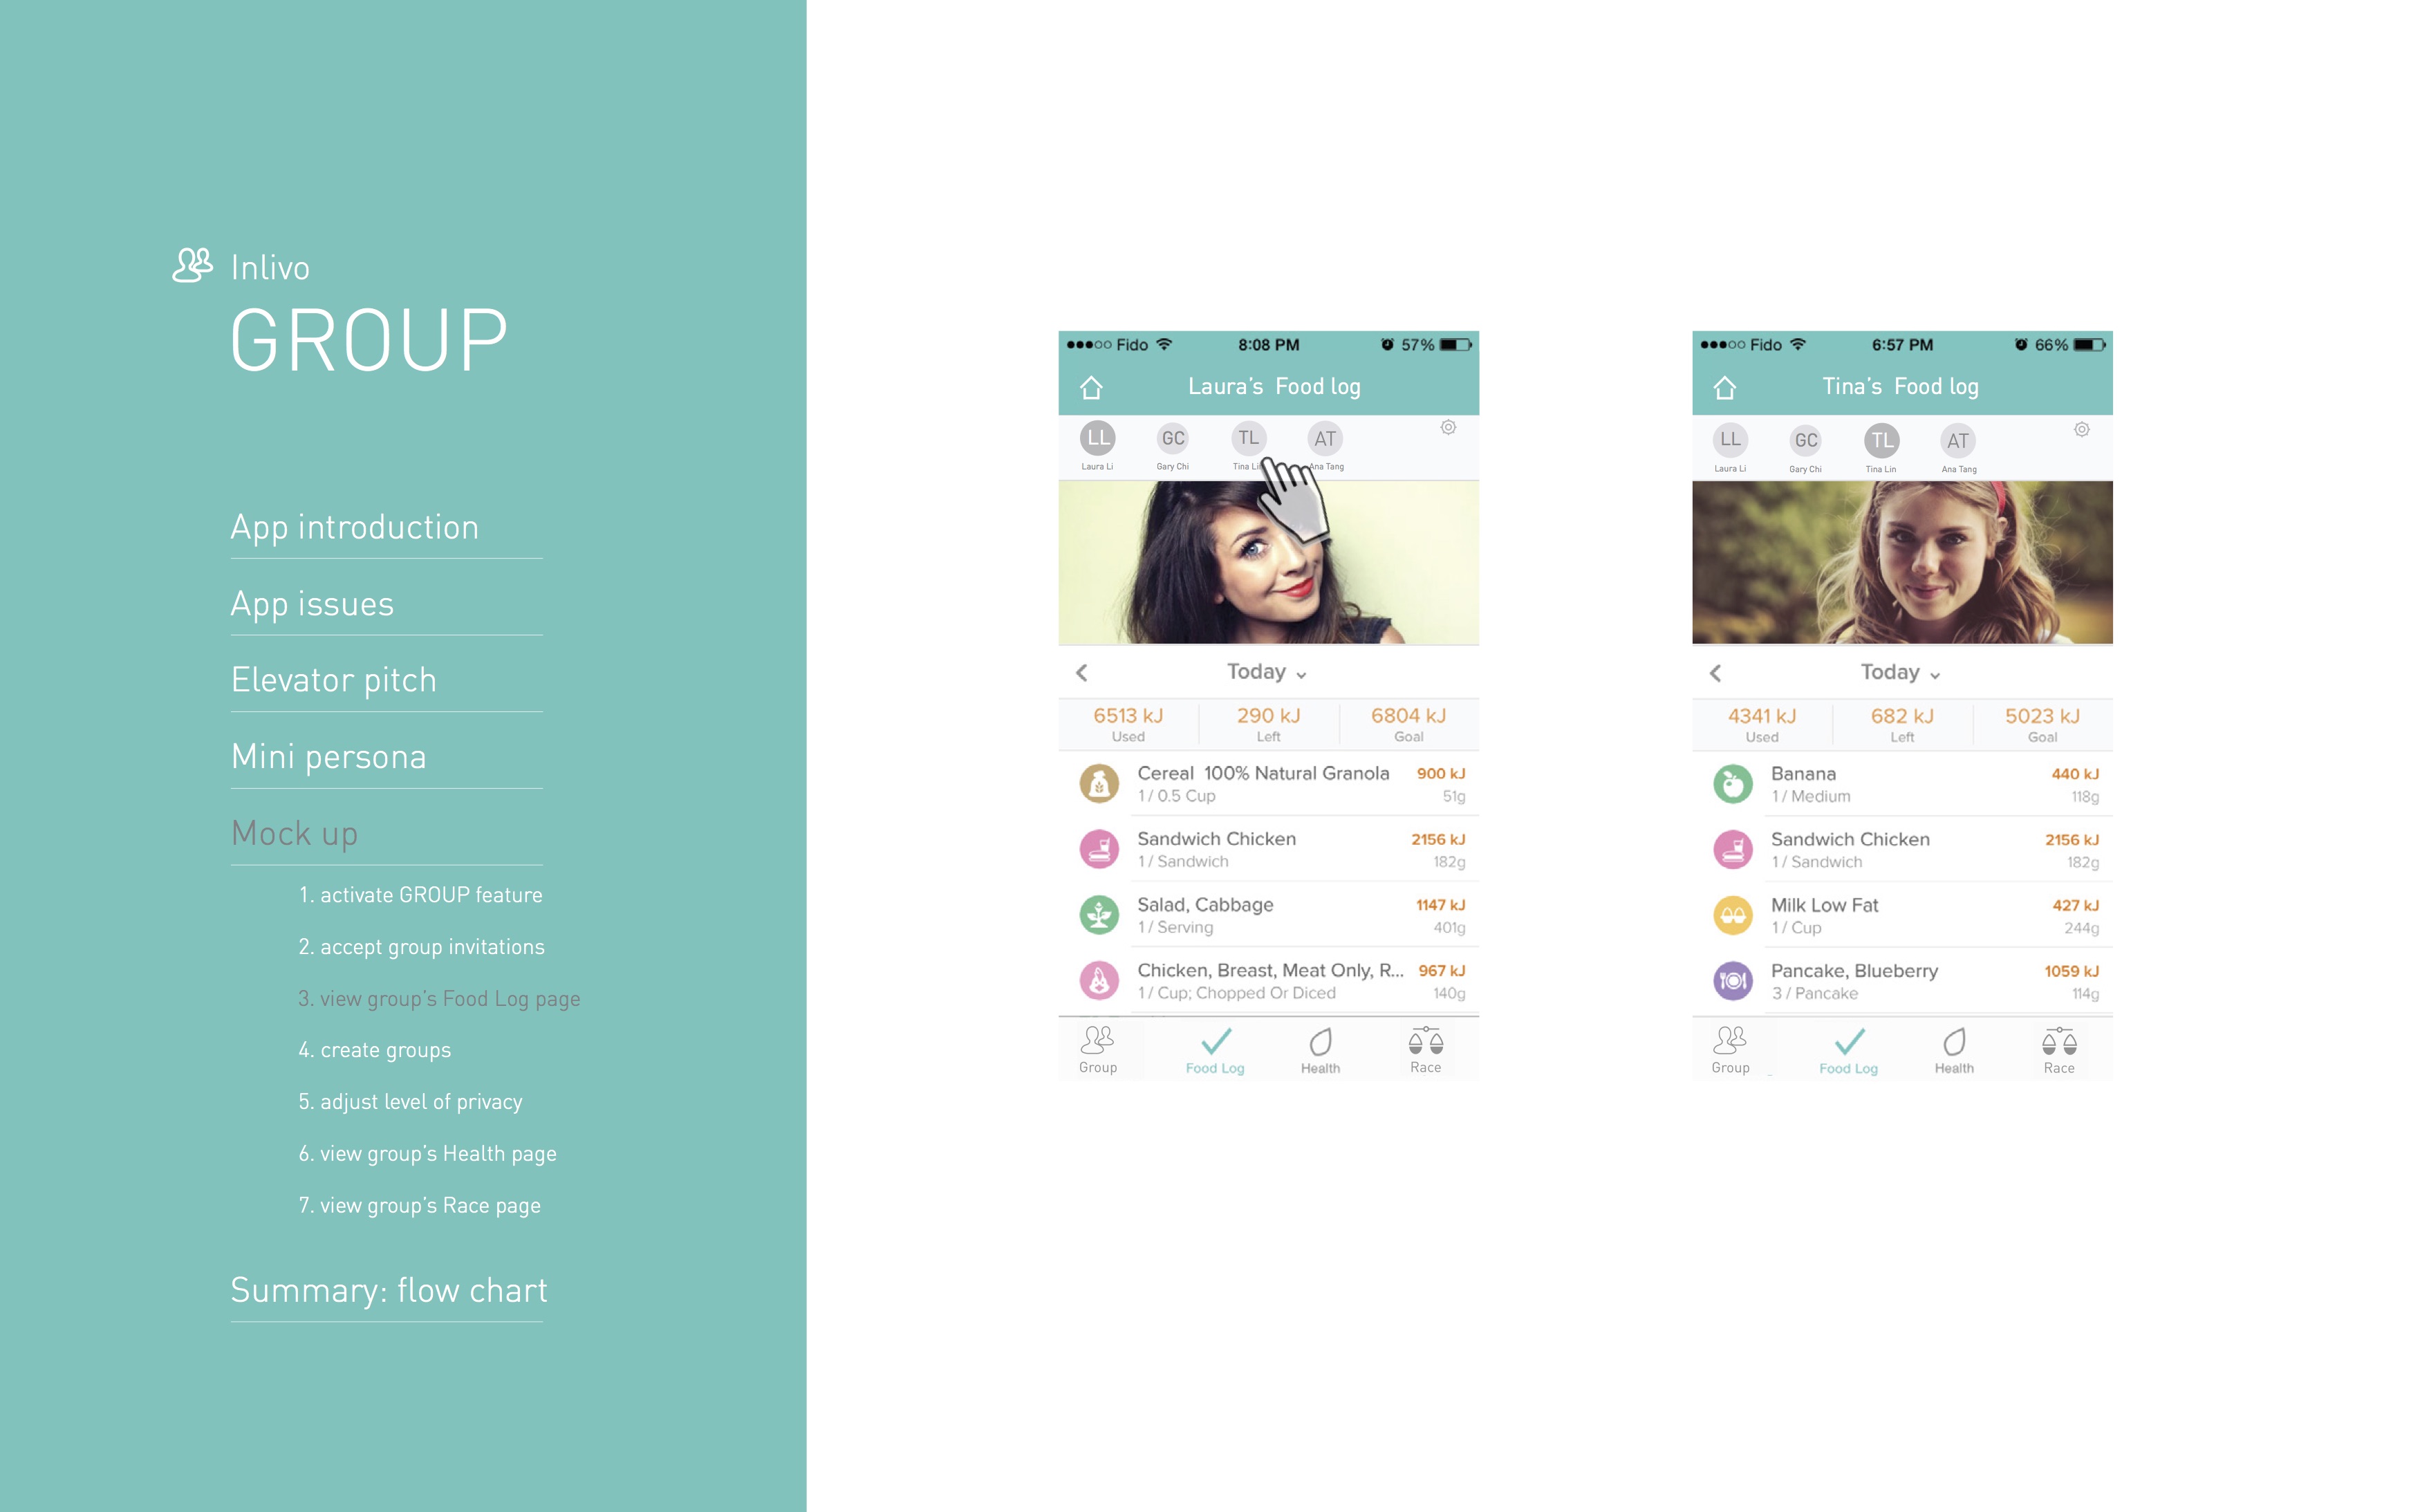 Inlivo
GROUP
App introduction
App issues
Elevator pitch
Mini persona
Mock up
1. activate GROUP feature
2. accept group invitations
3. view group's Food Log page
4. create groups
5. adjust level of privacy
6. view group's Health page
7. view group's Race page
Summary: flow chart
Fido 8:08 PM 57%
Laura's Food log
LL GC TL AT
Laura Li Gary Chi Tina Ana Tang
Today
6513 kJ 290 kJ 6804 kJ
Used Left Goal
Cereal 100% Natural Granola 900 kJ
1 / 0.5 Cup 51g
Sandwich Chicken 2156 kJ
1 / Sandwich 182g
Salad, Cabbage 1147 kJ
1 / Serving 401g
Chicken, Breast, Meat Only, R... 967 kJ
1 / Cup; Chopped Or Diced 140g
Group Food Log Health Race
Fido 6:57 PM 66%
Tina's Food log
LL GC TL AT
Laura Li Gary Chi Tina Lin Ana Tang
Today
4341 kJ 682 kJ 5023 kJ
Used Left Goal
Banana 440 kJ
1 / Medium 118g
Sandwich Chicken 2156 kJ
1 / Sandwich 182g
Milk Low Fat 427 kJ
1 / Cup 244g
Pancake, Blueberry 1059 kJ
3 / Pancake 114g
Group Food Log Health Race